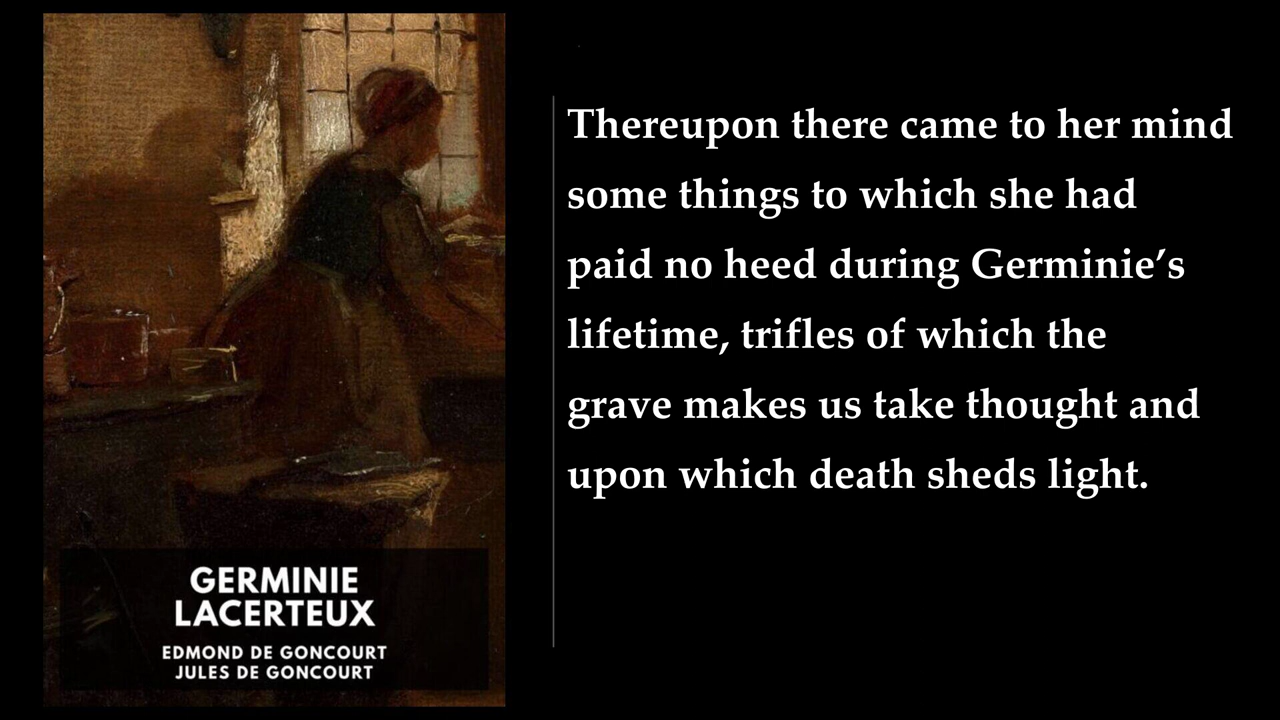 GERMINIE
LACERTEUX
EDMOND DE GONCOURT
JULES DE GONCOURT
Thereupon there came to her mind
some things to which she had
paid no heed during Germinie’s
lifetime, trifles of which the
grave makes us take thought and
upon which death sheds light.